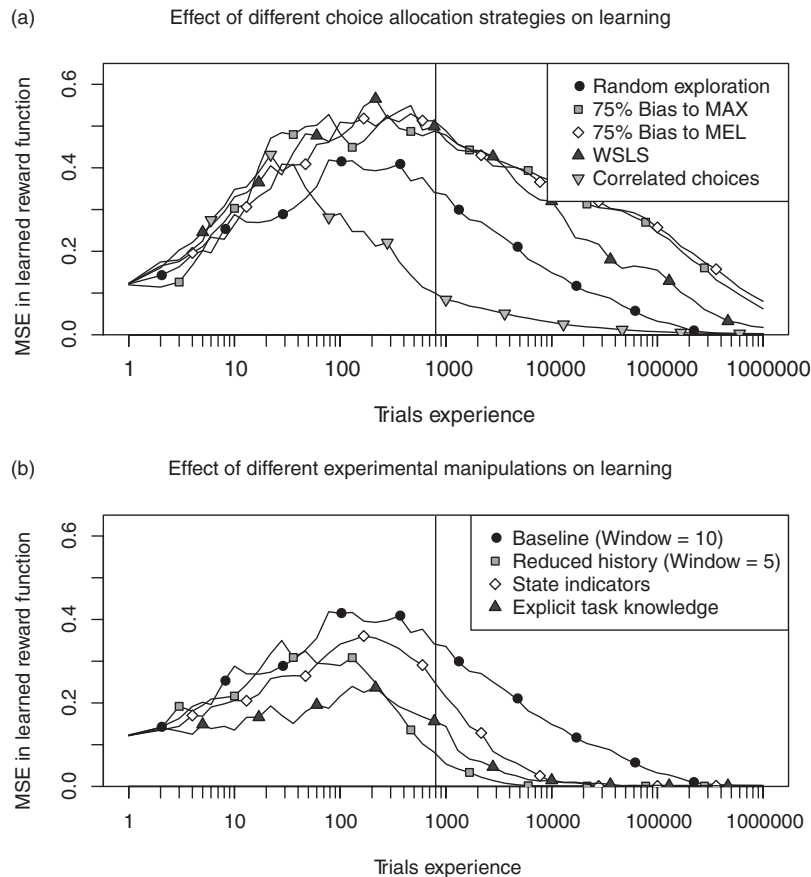 (a) Effect of different choice allocation strategies on learning
MSE in learned reward function
0.0 0.2 0.4 0.6
Random exploration
75% Bias to MAX
75% Bias to MEL
WSLS
Correlated choices
1 10 100 1000 10000 100000 1000000
Trials experience
(b) Effect of different experimental manipulations on learning
MSE in learned reward function
0.0 0.2 0.4 0.6
Baseline (Window = 10)
Reduced history (Window = 5)
State indicators
Explicit task knowledge
1 10 100 1000 10000 100000 1000000
Trials experience